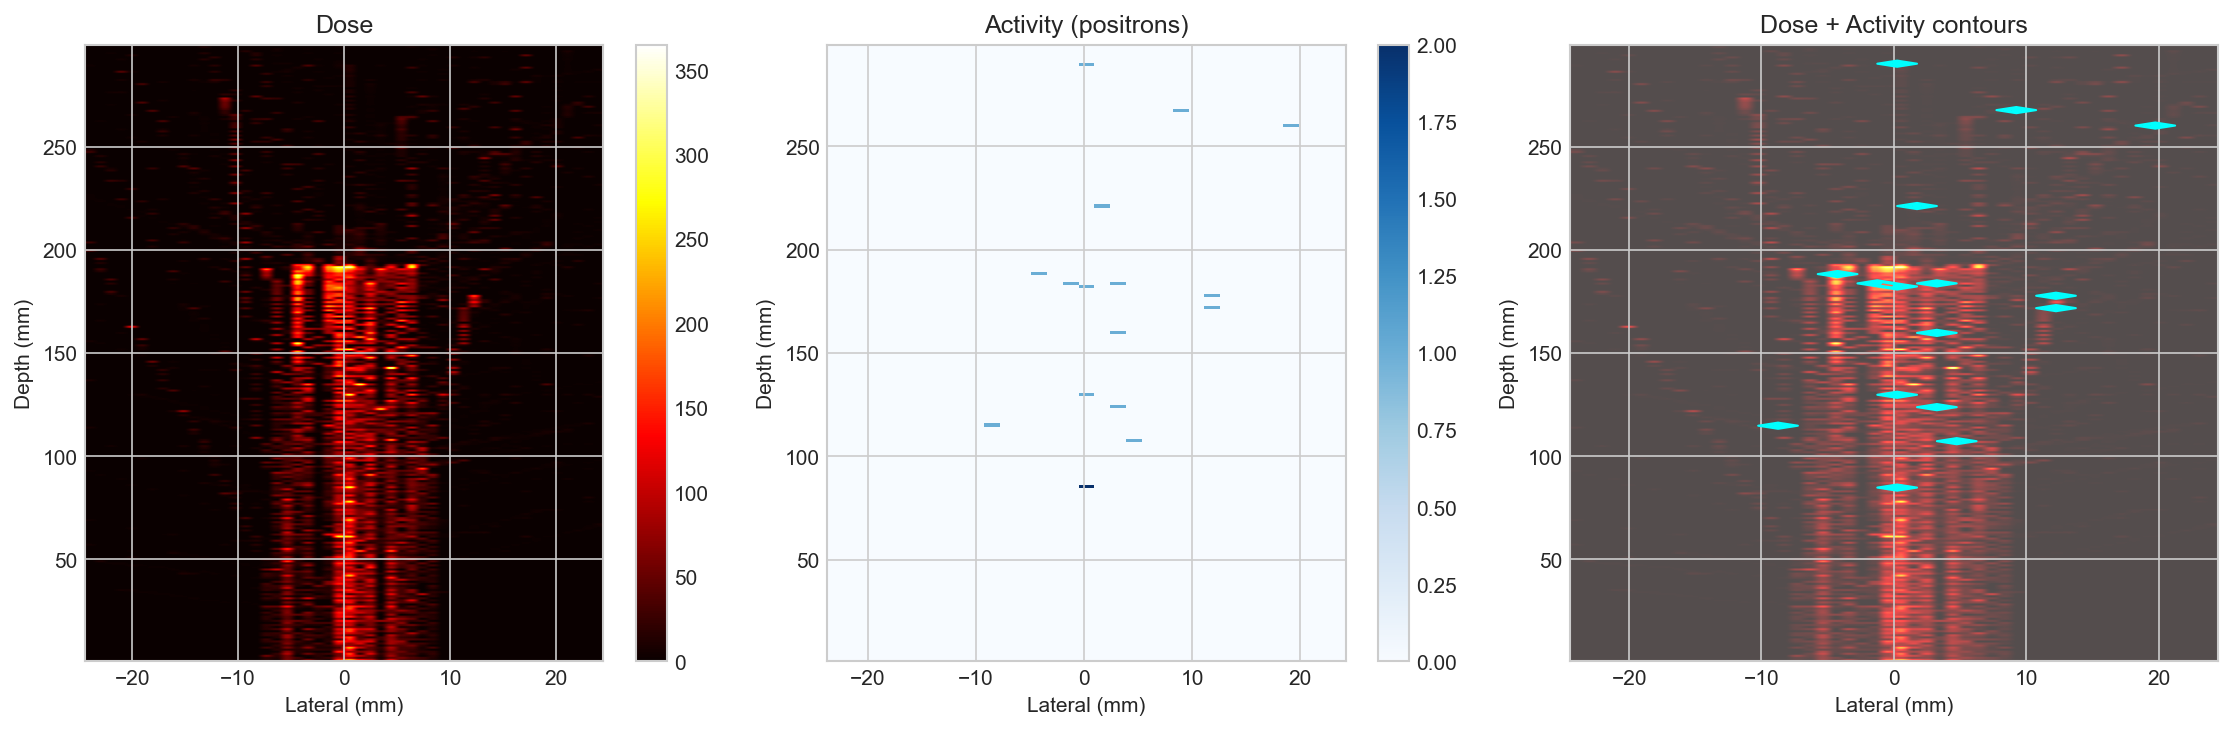 Dose
Depth (mm)
250
200
150
100
50
−20 −10 0 10 20
Lateral (mm)
350
300
250
200
150
100
50
0
Activity (positrons)
Depth (mm)
250
200
150
100
50
−20 −10 0 10 20
Lateral (mm)
2.00
1.75
1.50
1.25
1.00
0.75
0.50
0.25
0.00
Dose + Activity contours
Depth (mm)
250
200
150
100
50
−20 −10 0 10 20
Lateral (mm)